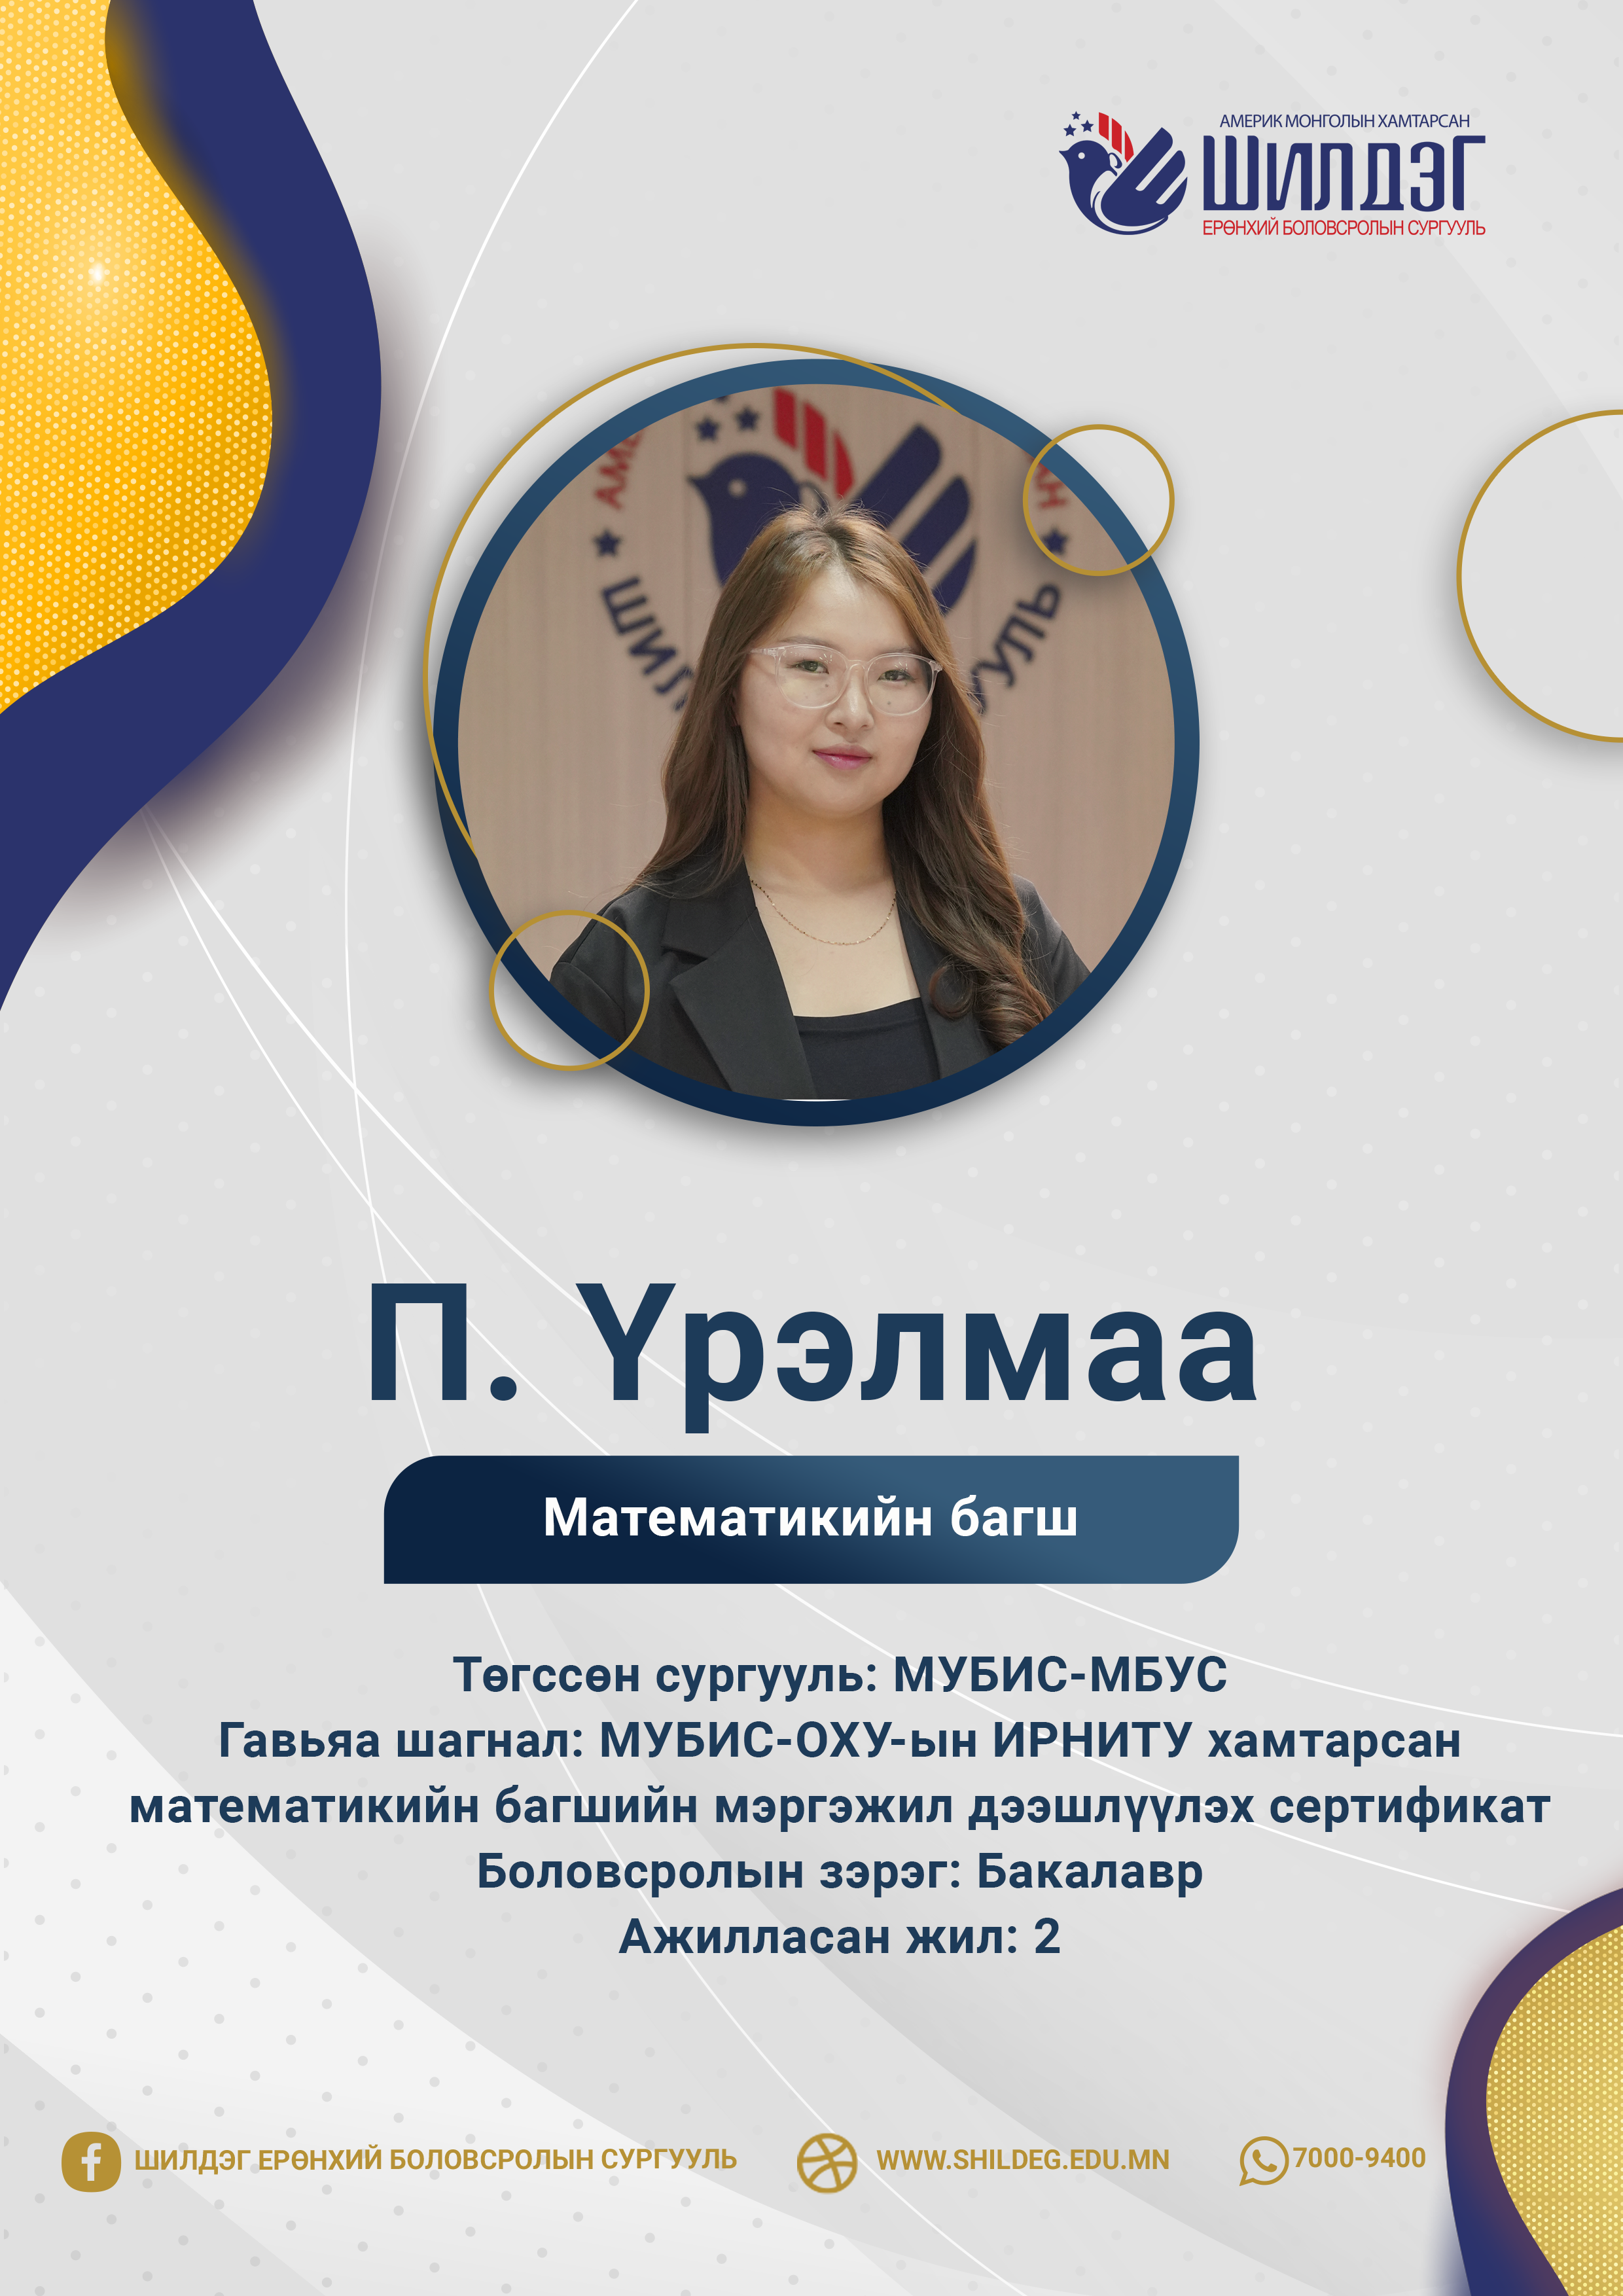 АМЕРИК МОНГОЛЫН ХАМТАРСАН
ШИЛДЭГ
ЕРӨНХИЙ БОЛОВСРОЛЫН СУРГУУЛЬ
П. Үрэлмаа
Математикийн багш
Төгссөн сургууль: МУБИС-МБУС
Гавьяа шагнал: МУБИС-ОХУ-ын ИРНИТУ хамтарсан
математикийн багшийн мэргэжил дээшлүүлэх сертификат
Боловсролын зэрэг: Бакалавр
Ажилласан жил: 2
ШИЛДЭГ ЕРӨНХИЙ БОЛОВСРОЛЫН СУРГУУЛЬ
WWW.SHILDEG.EDU.MN
7000-9400